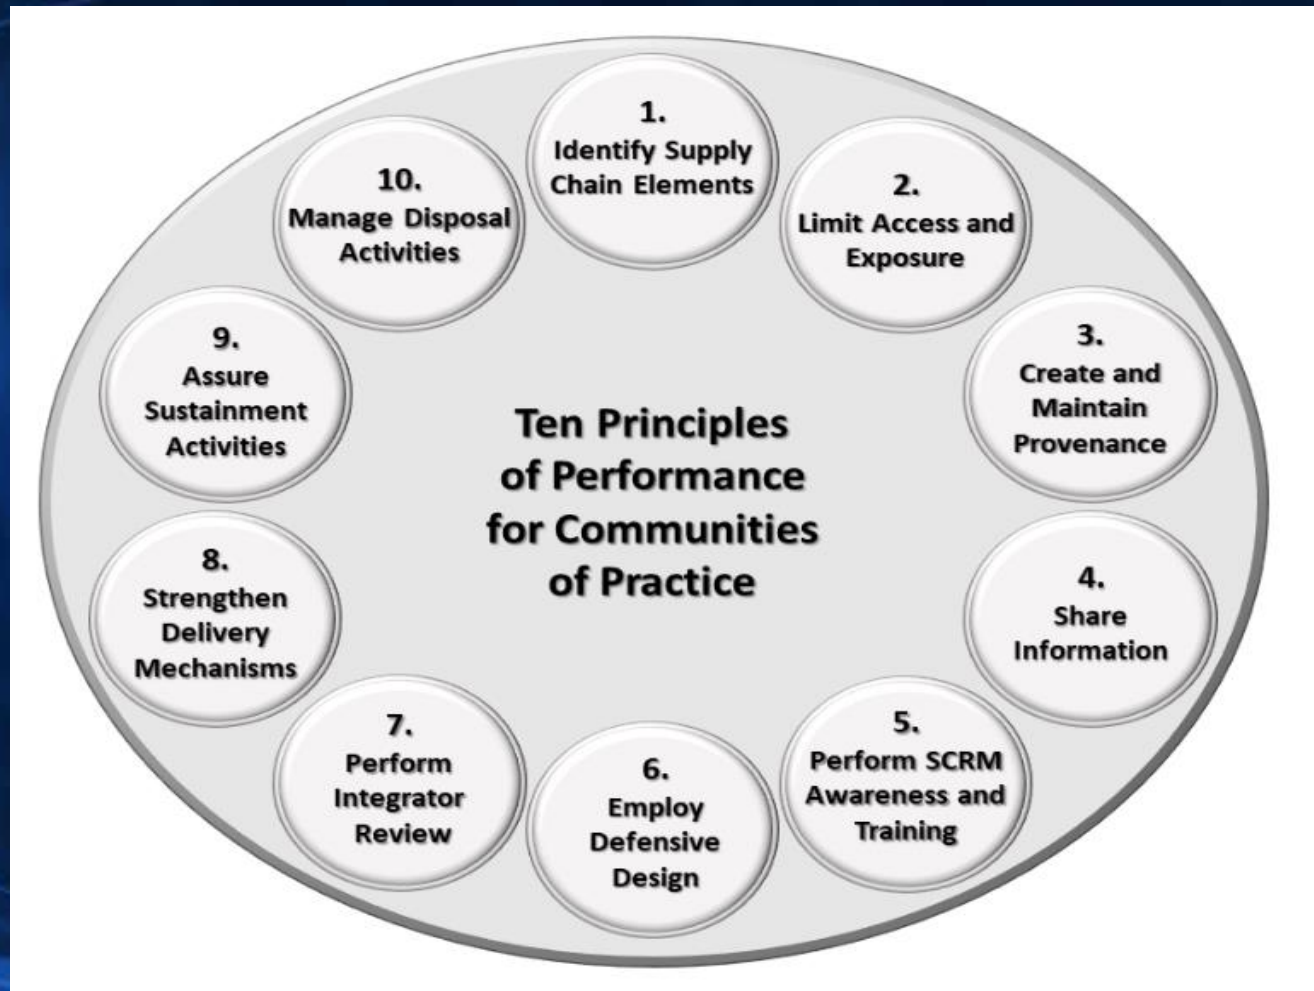 1.
Identify Supply
Chain Elements
2.
Limit Access and
Exposure
3.
Create and
Maintain
Provenance
4.
Share
Information
5.
Perform SCRM
Awareness and
Training
6.
Employ
Defensive
Design
7.
Perform
Integrator
Review
8.
Strengthen
Delivery
Mechanisms
9.
Assure
Sustainment
Activities
10.
Manage Disposal
Activities
Ten Principles
of Performance
for Communities
of Practice